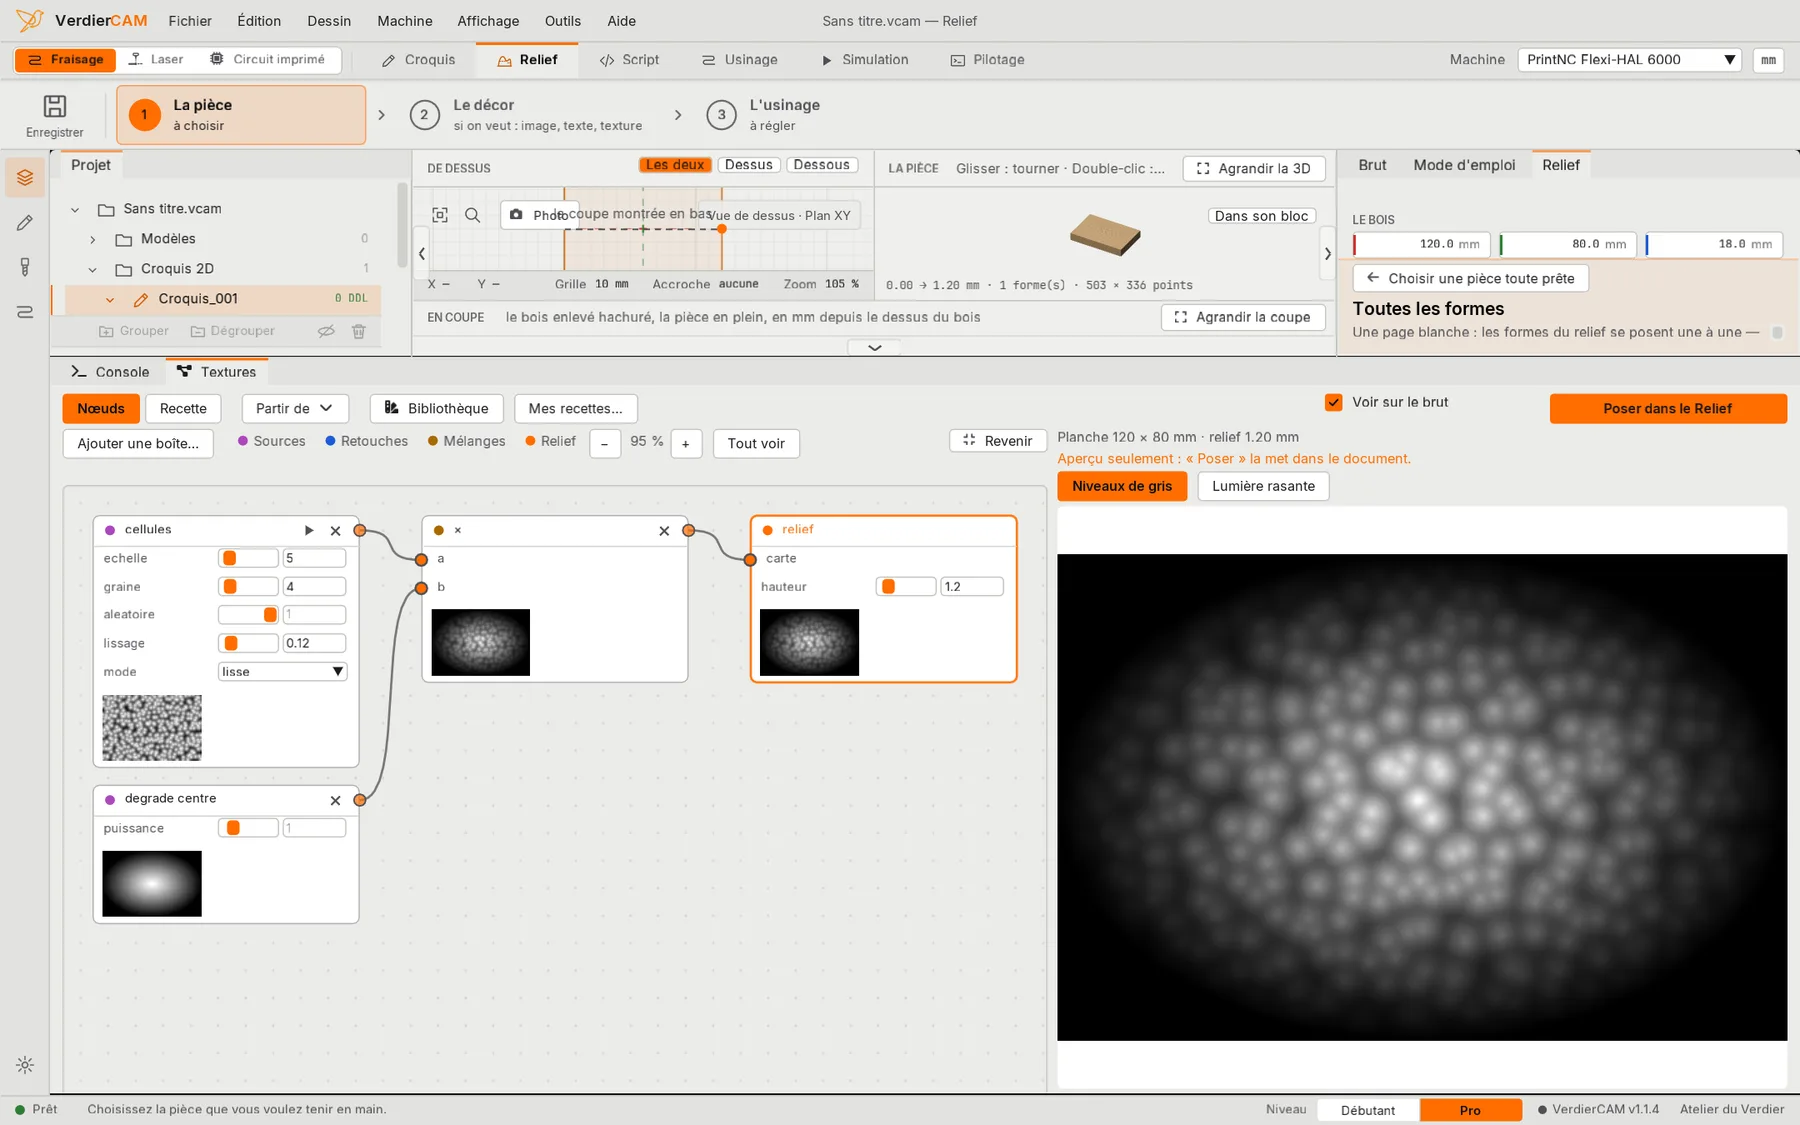 VerdierCAM Fichier Édition Dessin Machine Affichage Outils Aide Sans titre.vcam — Relief
Fraisage Laser Circuit imprimé Croquis Relief Script Usinage Simulation Pilotage Machine PrintNC Flexi-HAL 6000 mm
Enregistrer
1 La pièce
à choisir
2 Le décor
si on veut : image, texte, texture
3 L'usinage
à régler
Projet
Sans titre.vcam
Modèles 0
Croquis 2D 1
Croquis_001 0 DDL
Grouper Dégrouper
DE DESSUS Les deux Dessus Dessous
Photo coupe montrée en bas Vue de dessus · Plan XY
X — Y — Grille 10 mm Accroche aucune Zoom 105 %
LA PIÈCE Glisser : tourner · Double-clic :... Agrandir la 3D
Dans son bloc
0.00 → 1.20 mm · 1 forme(s) · 503 × 336 points
EN COUPE le bois enlevé hachuré, la pièce en plein, en mm depuis le dessus du bois Agrandir la coupe
Brut Mode d'emploi Relief
LE BOIS
120.0 mm 80.0 mm 18.0 mm
← Choisir une pièce toute prête
Toutes les formes
Une page blanche : les formes du relief se posent une à une —
Console Textures
Nœuds Recette Partir de Bibliothèque Mes recettes...
Ajouter une boîte... Sources Retouches Mélanges Relief − 95 % + Tout voir Revenir
Voir sur le brut Poser dans le Relief
Planche 120 × 80 mm · relief 1.20 mm
Aperçu seulement : « Poser » la met dans le document.
Niveaux de gris Lumière rasante
cellules
echelle 5
graine 4
aleatoire 1
lissage 0.12
mode lisse
degrade centre
puissance 1
×
a
b
relief
carte
hauteur 1.2
Prêt Choisissez la pièce que vous voulez tenir en main. Niveau Débutant Pro VerdierCAM v1.1.4 Atelier du Verdier